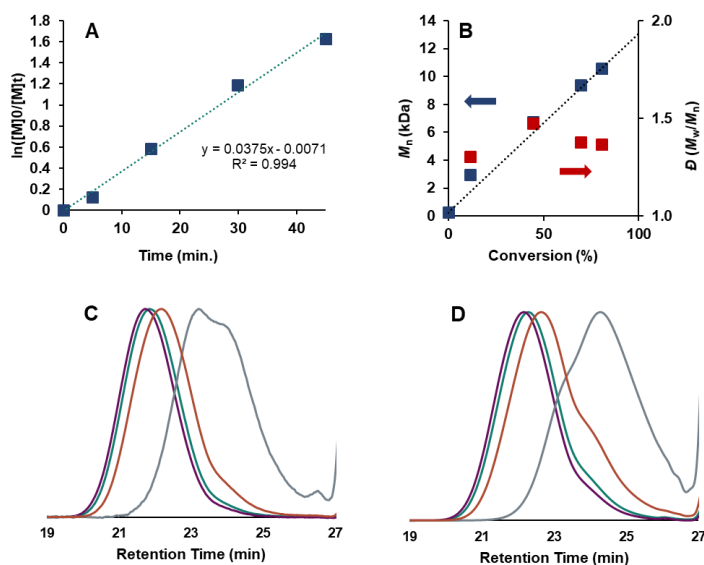 A
ln([M]0/[M]t)
1.8
1.6
1.4
1.2
1
0.8
0.6
0.4
0.2
0
y = 0.0375x - 0.0071
R² = 0.994
0 20 40
Time (min.)
B
Mn (kDa)
14
12
10
8
6
4
2
0
2.0
1.5
1.0
Đ (Mw/Mn)
0 50 100
Conversion (%)
C
19 21 23 25 27
Retention Time (min)
D
19 21 23 25 27
Retention Time (min)